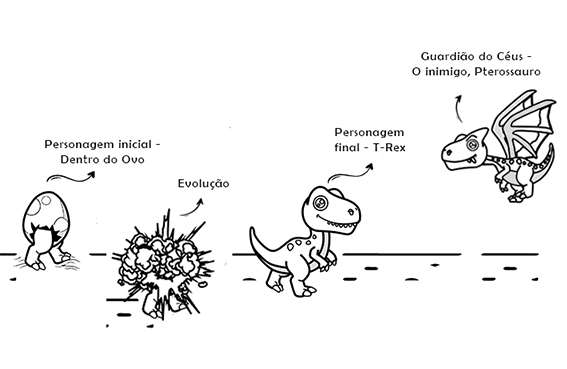 Personagem inicial -
Dentro do Ovo
Evolução
Personagem
final - T-Rex
Guardião do Céus -
O inimigo, Pterossauro